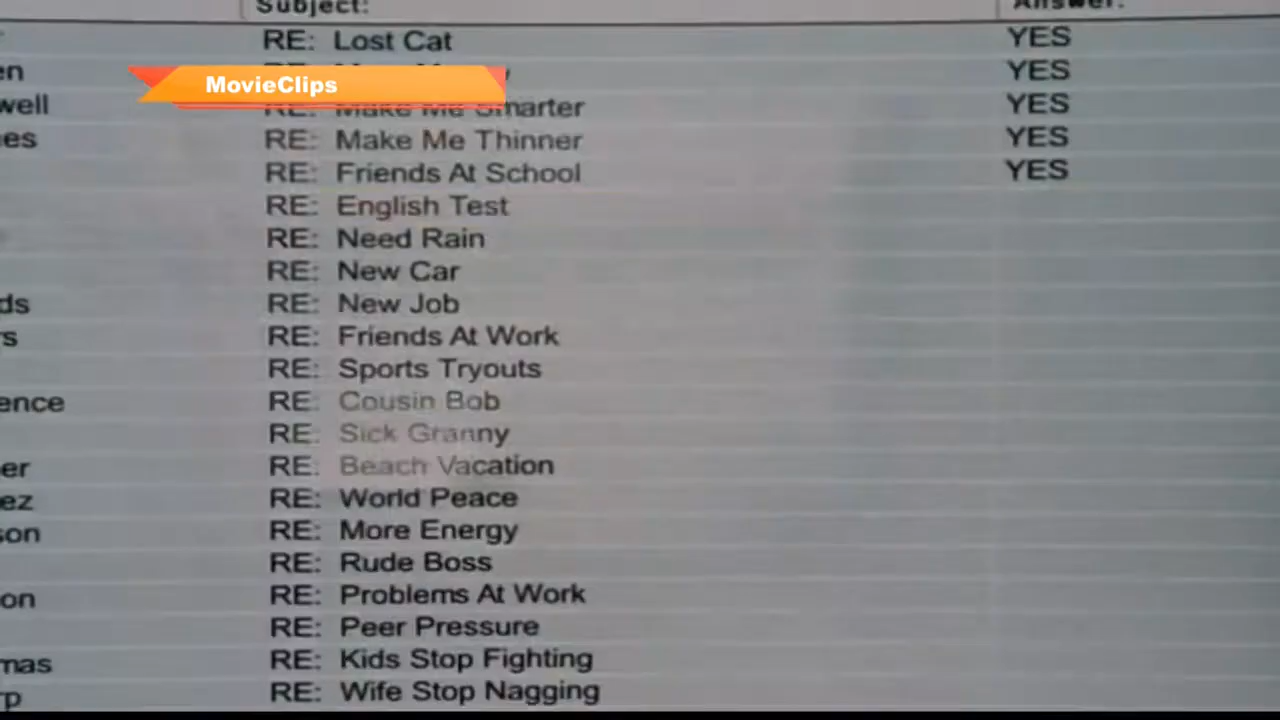 Subject: Answer:
RE: Lost Cat YES
en YES
MovieClips
well RE: Make Me Smarter YES
es RE: Make Me Thinner YES
RE: Friends At School YES
RE: English Test
RE: Need Rain
RE: New Car
ds RE: New Job
rs RE: Friends At Work
RE: Sports Tryouts
ence RE: Cousin Bob
RE: Sick Granny
er RE: Beach Vacation
ez RE: World Peace
son RE: More Energy
RE: Rude Boss
on RE: Problems At Work
RE: Peer Pressure
mas RE: Kids Stop Fighting
rp RE: Wife Stop Nagging